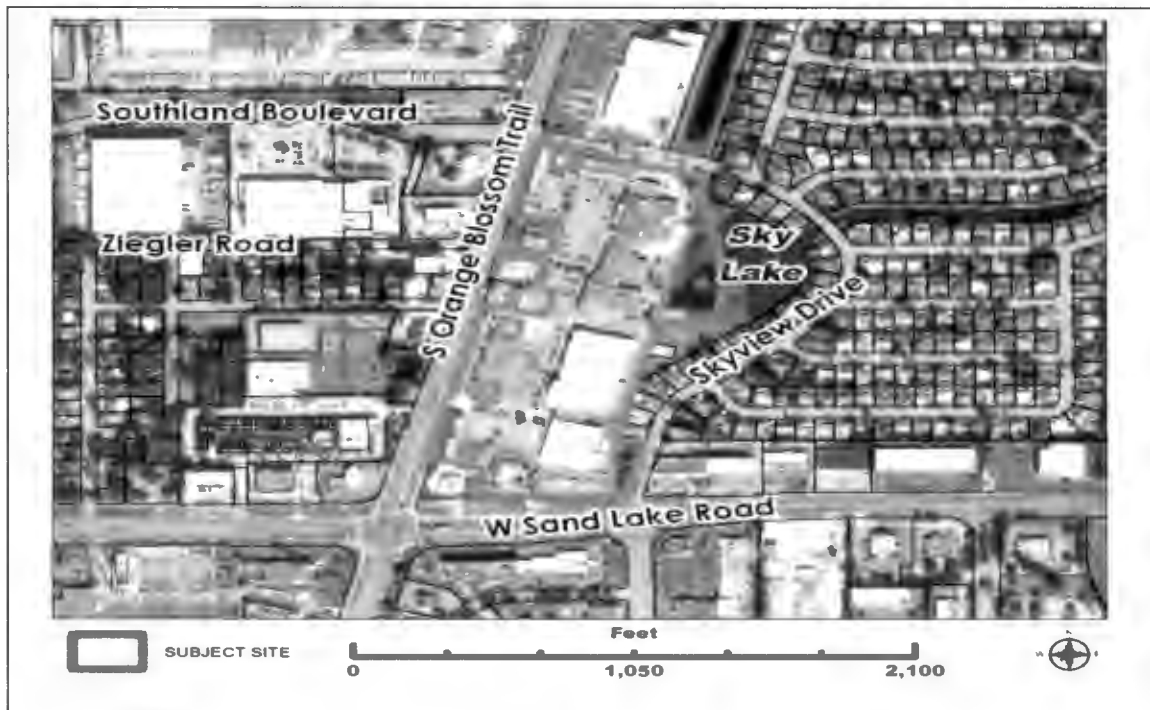 Southland Boulevard
S Orange Blossom Trail
Ziegler Road
Sky
Lake
Skyview Drive
W Sand Lake Road
SUBJECT SITE
Feet
0 1,050 2,100
W E